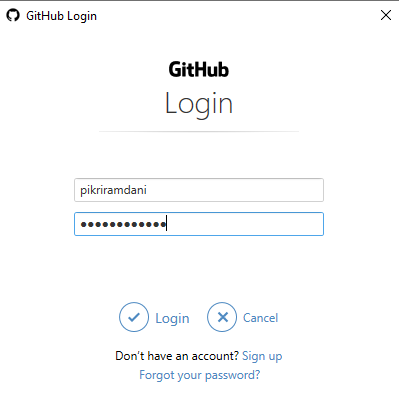 GitHub Login
GitHub
Login
pikriramdani
●●●●●●●●●●●●
Login
Cancel
Don't have an account? Sign up
Forgot your password?